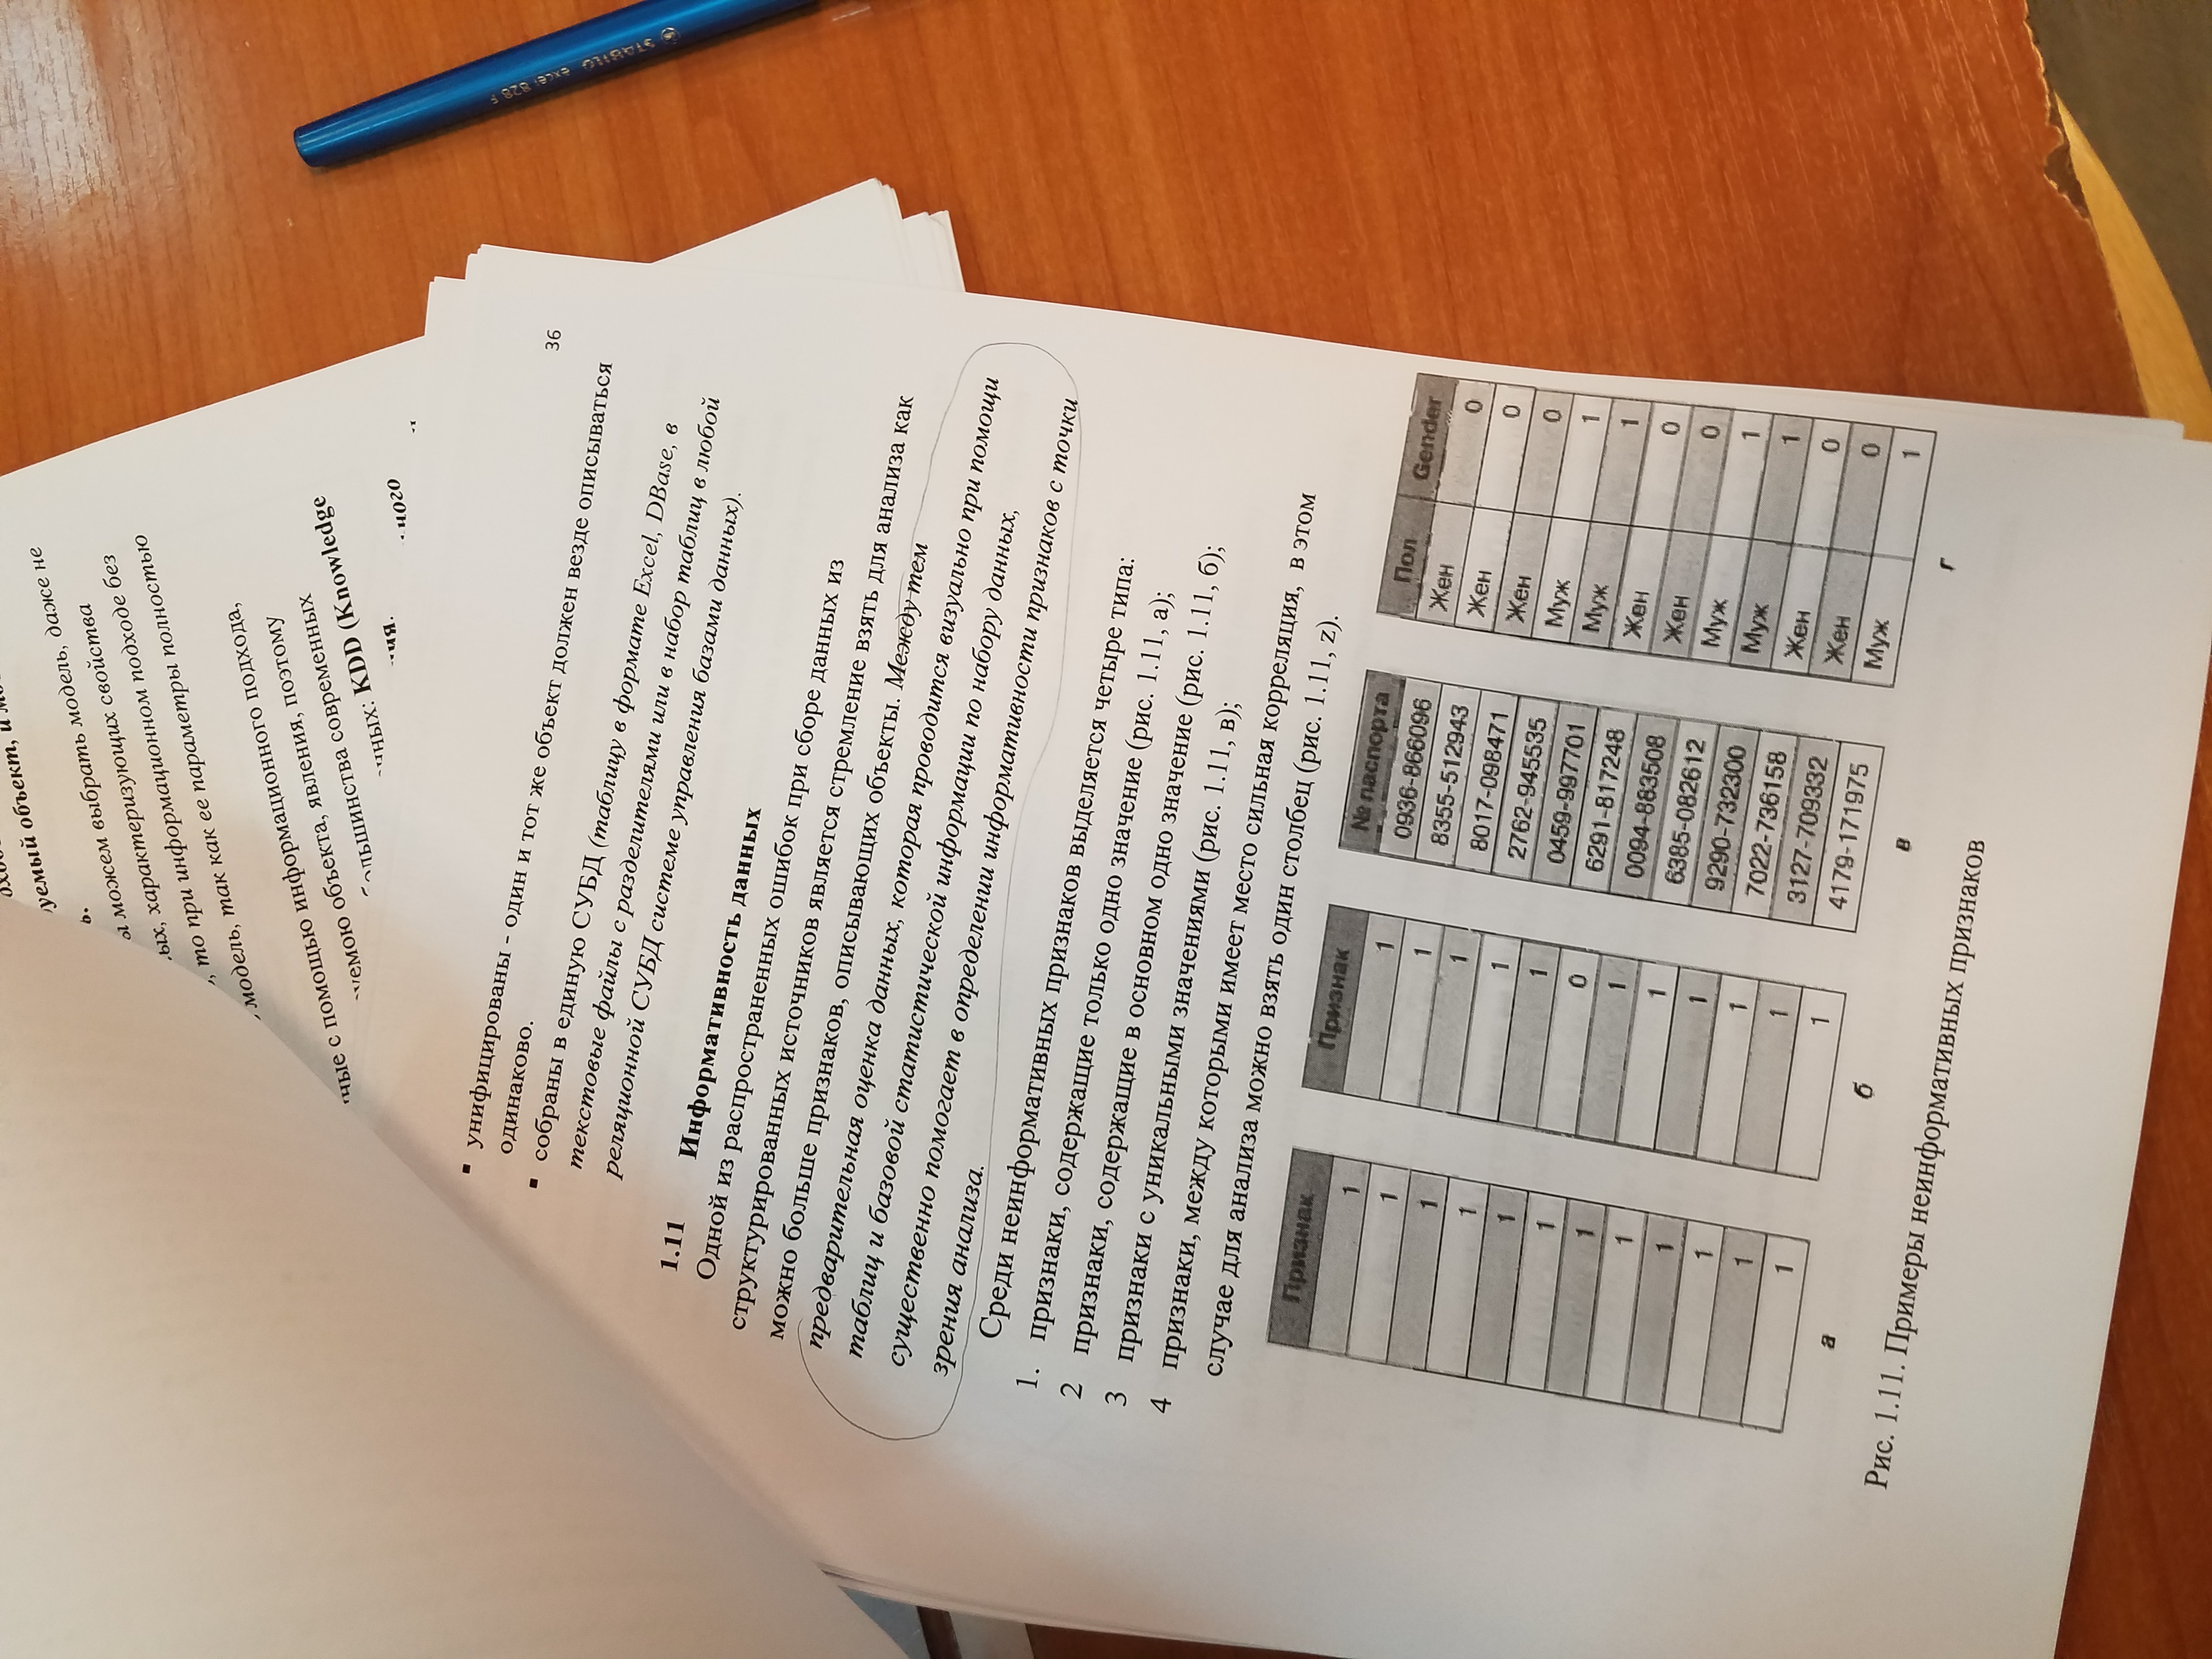 уемый объект, и
можем выбрать модель, даже не
характеризующих свойства
то при информационном подходе без
модель, так как ее параметры полностью
с помощью информационного подхода,
объекта, явления, поэтому
большинства современных
KDD (Knowledge
36
▪ унифицированы - один и тот же объект должен везде описываться
одинаково.
▪ собраны в единую СУБД (таблицу в формате Excel, DBase, в
текстовые файлы с разделителями или в набор таблиц в любой
реляционной СУБД системе управления базами данных).
1.11 Информативность данных
Одной из распространенных ошибок при сборе данных из
структурированных источников является стремление взять для анализа как
можно больше признаков, описывающих объекты. Между тем
предварительная оценка данных, которая проводится визуально при помощи
таблиц и базовой статистической информации по набору данных,
существенно помогает в определении информативности признаков с точки
зрения анализа.
Среди неинформативных признаков выделяется четыре типа:
1. признаки, содержащие только одно значение (рис. 1.11, а);
2 признаки, содержащие в основном одно значение (рис. 1.11, б);
3 признаки с уникальными значениями (рис. 1.11, в);
4 признаки, между которыми имеет место сильная корреляция, в этом
случае для анализа можно взять один столбец (рис. 1.11, z).
Признак
1
1
1
1
1
1
1
1
1
1
1
1
а
Признак
1
1
1
1
1
0
1
1
1
1
1
1
б
№ паспорта
0936-866096
8355-512943
8017-098471
2762-945535
0459-997701
6291-817248
0094-883508
6385-082612
9290-732300
7022-736158
3127-709332
4179-171975
в
Пол Gender
Жен 0
Жен 0
Жен 0
Муж 1
Муж 1
Жен 0
Жен 0
Муж 1
Муж 1
Жен 0
Жен 0
Муж 1
г
Рис. 1.11. Примеры неинформативных признаков
STABILO excel 828 F